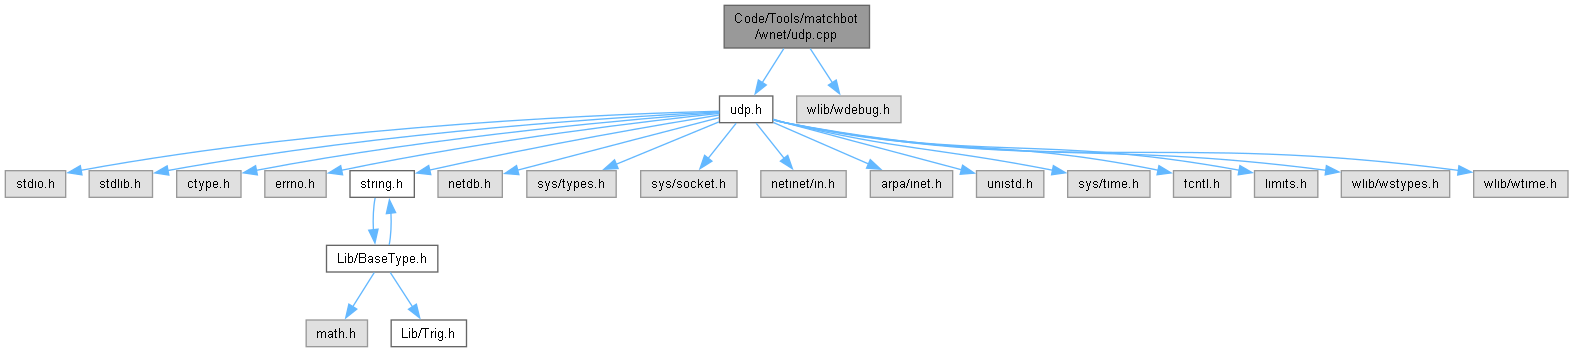 Code/Tools/matchbot
/wnet/udp.cpp
udp.h
wlib/wdebug.h
stdio.h
stdlib.h
ctype.h
errno.h
string.h
netdb.h
sys/types.h
sys/socket.h
netinet/in.h
arpa/inet.h
unistd.h
sys/time.h
fcntl.h
limits.h
wlib/wstypes.h
wlib/wtime.h
Lib/BaseType.h
math.h
Lib/Trig.h